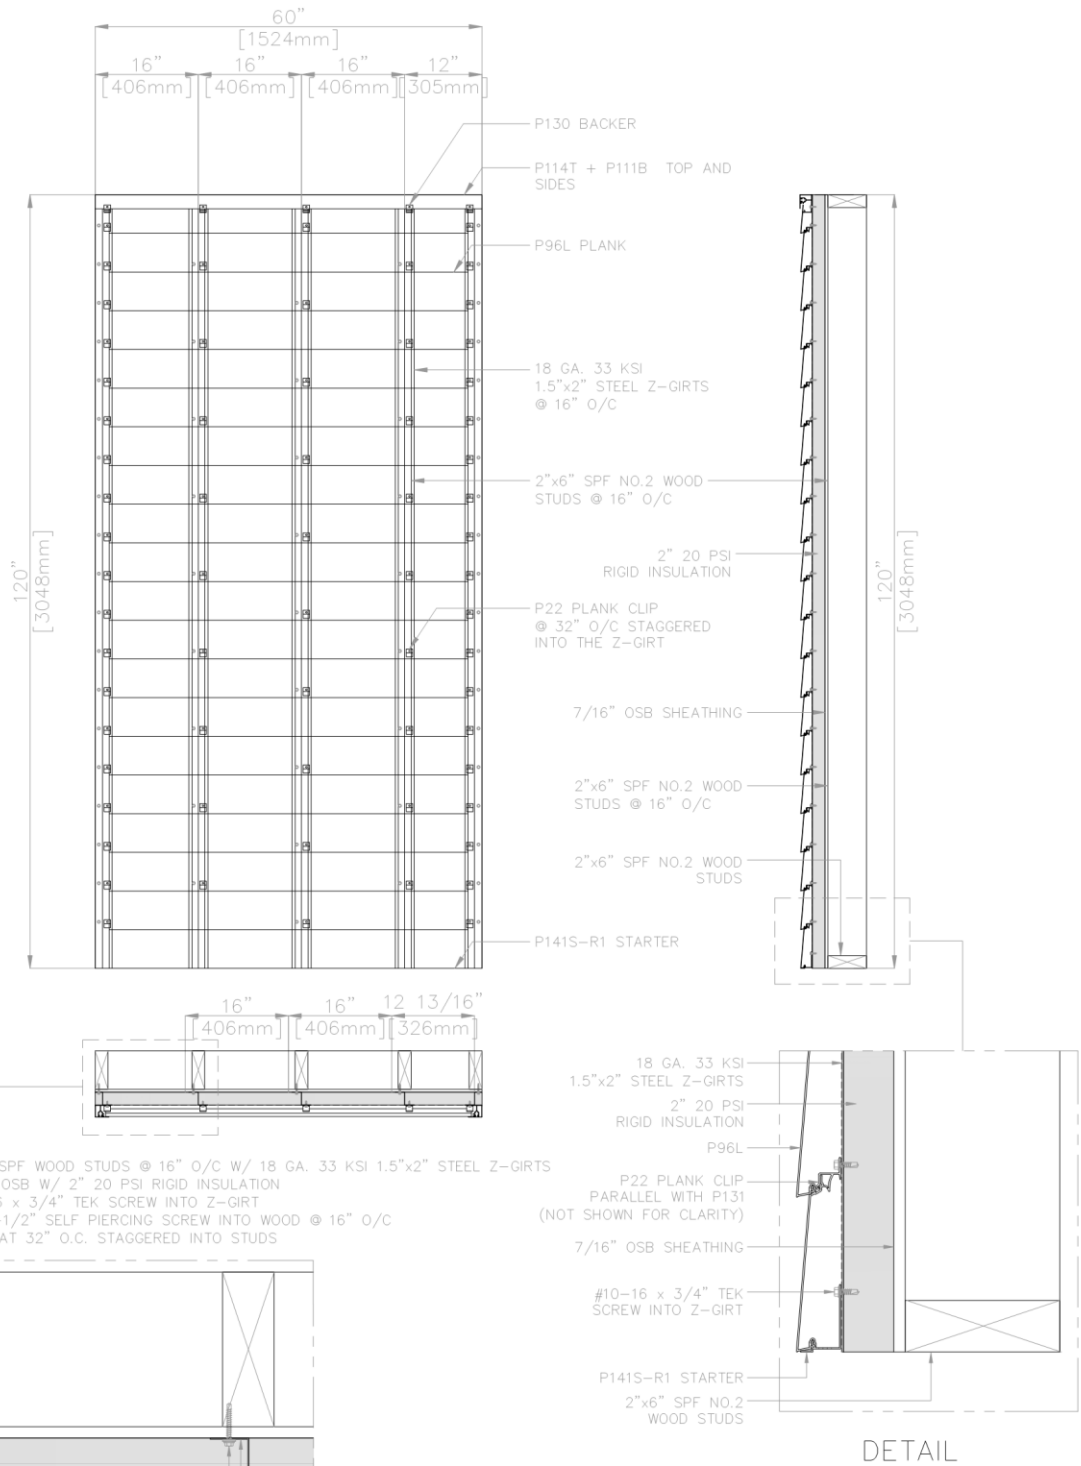 60"
[1524mm]
16" 16" 16" 12"
[406mm] [406mm] [406mm] [305mm]
P130 BACKER
P114T + P111B TOP AND
SIDES
P96L PLANK
18 GA. 33 KSI
1.5"x2" STEEL Z-GIRTS
@ 16" O/C
2"x6" SPF NO.2 WOOD
STUDS @ 16" O/C
2" 20 PSI
RIGID INSULATION
120"
[3048mm]
120"
[3048mm]
P22 PLANK CLIP
@ 32" O/C STAGGERED
INTO THE Z-GIRT
7/16" OSB SHEATHING
2"x6" SPF NO.2 WOOD
STUDS @ 16" O/C
2"x6" SPF NO.2 WOOD
STUDS
P141S-R1 STARTER
16" 16" 12 13/16"
[406mm] [406mm] [326mm]
SPF WOOD STUDS @ 16" O/C W/ 18 GA. 33 KSI 1.5"x2" STEEL Z-GIRTS
OSB W/ 2" 20 PSI RIGID INSULATION
x 3/4" TEK SCREW INTO Z-GIRT
-1/2" SELF PIERCING SCREW INTO WOOD @ 16" O/C
AT 32" O.C. STAGGERED INTO STUDS
18 GA. 33 KSI
1.5"x2" STEEL Z-GIRTS
2" 20 PSI
RIGID INSULATION
P96L
P22 PLANK CLIP
PARALLEL WITH P131
(NOT SHOWN FOR CLARITY)
7/16" OSB SHEATHING
#10-16 x 3/4" TEK
SCREW INTO Z-GIRT
P141S-R1 STARTER
2"x6" SPF NO.2
WOOD STUDS
DETAIL